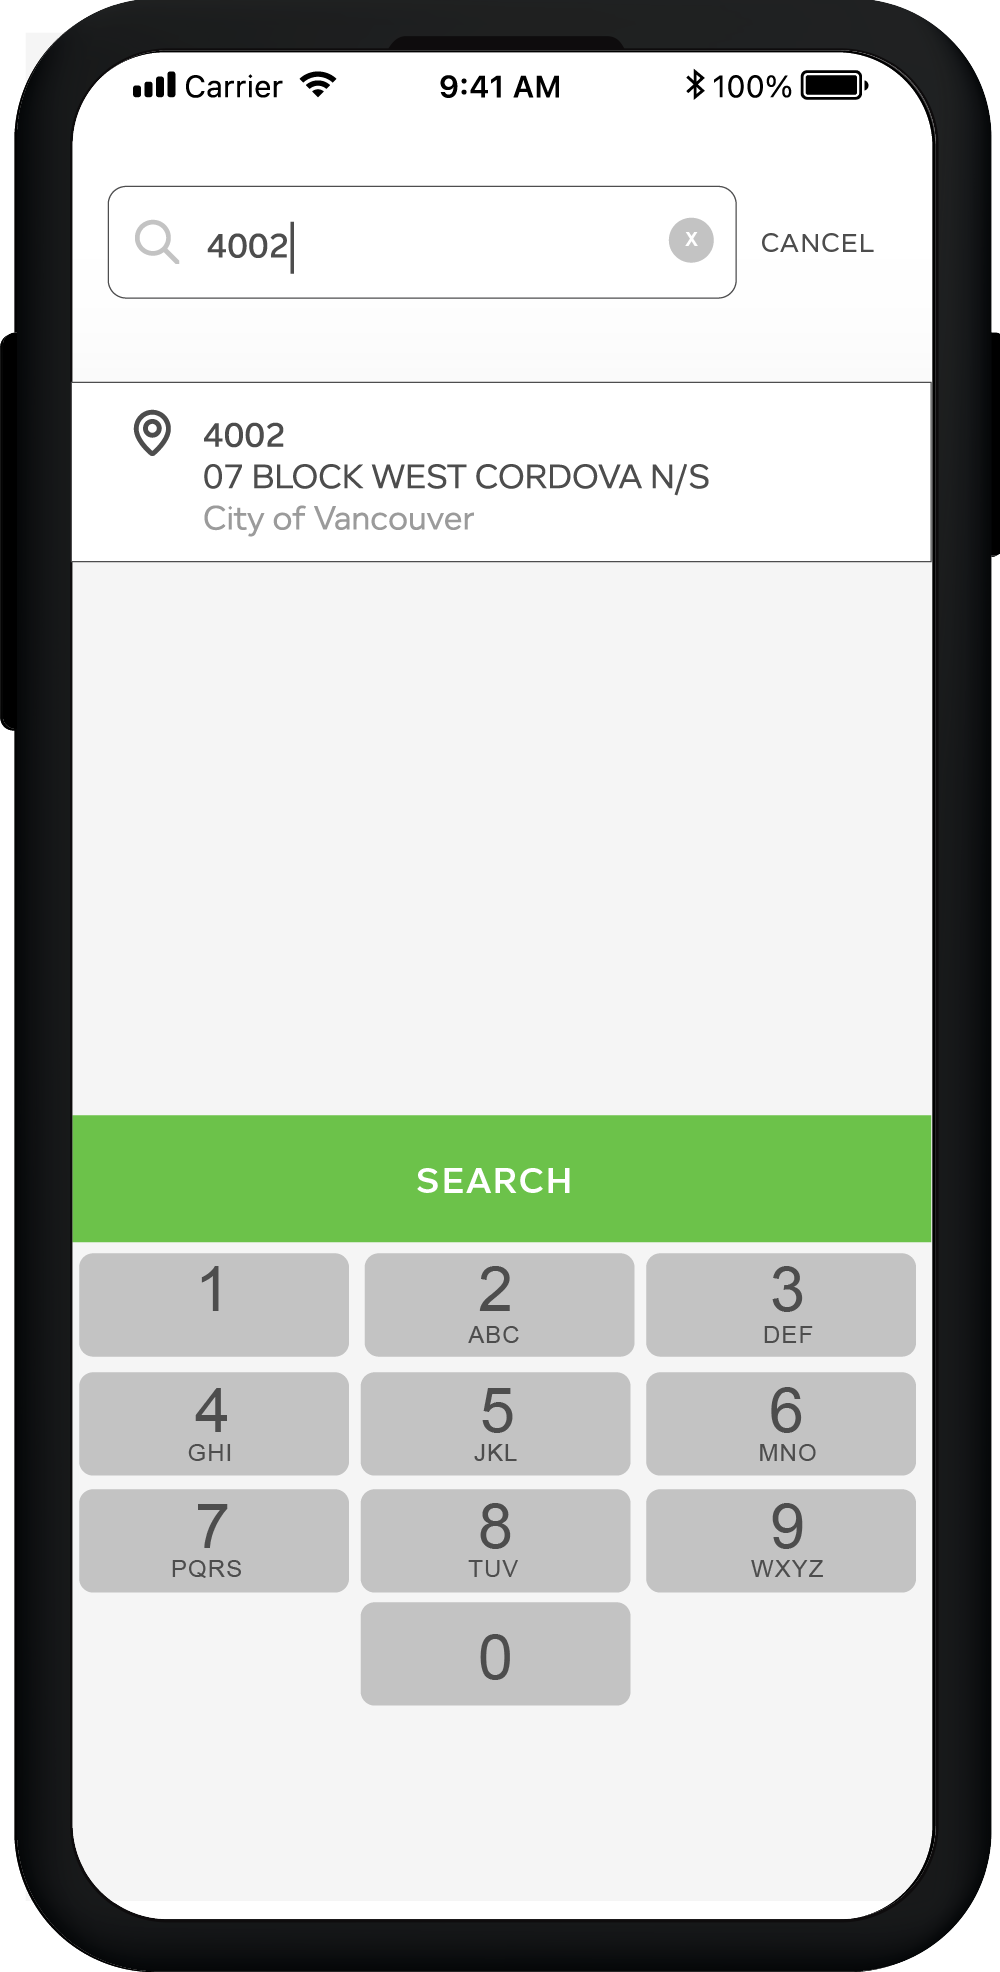 Carrier 9:41 AM 100%
4002 X CANCEL
4002
07 BLOCK WEST CORDOVA N/S
City of Vancouver
SEARCH
1 2 3
ABC DEF
4 5 6
GHI JKL MNO
7 8 9
PQRS TUV WXYZ
0